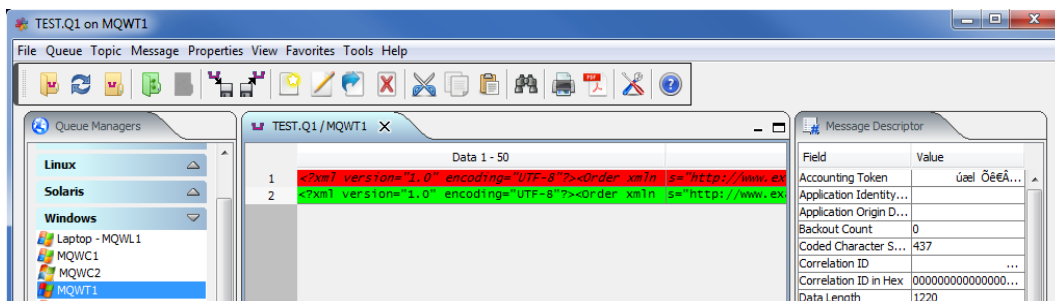 TEST.Q1 on MQWT1
File Queue Topic Message Properties View Favorites Tools Help
PDF
Queue Managers
TEST.Q1 / MQWT1
Message Descriptor
Linux
Solaris
Windows
Laptop - MQWL1
MQWC1
MQWC2
MQWT1
Data 1 - 50
1 <?xml version="1.0" encoding="UTF-8"?><Order xmln s="http://www.ex
2 <?xml version="1.0" encoding="UTF-8"?><Order xmln s="http://www.ex
Field Value
Accounting Token úæl Õê€Â...
Application Identity...
Application Origin D...
Backout Count 0
Coded Character S... 437
Correlation ID ...
Correlation ID in Hex 000000000000000...
Data Length 1220